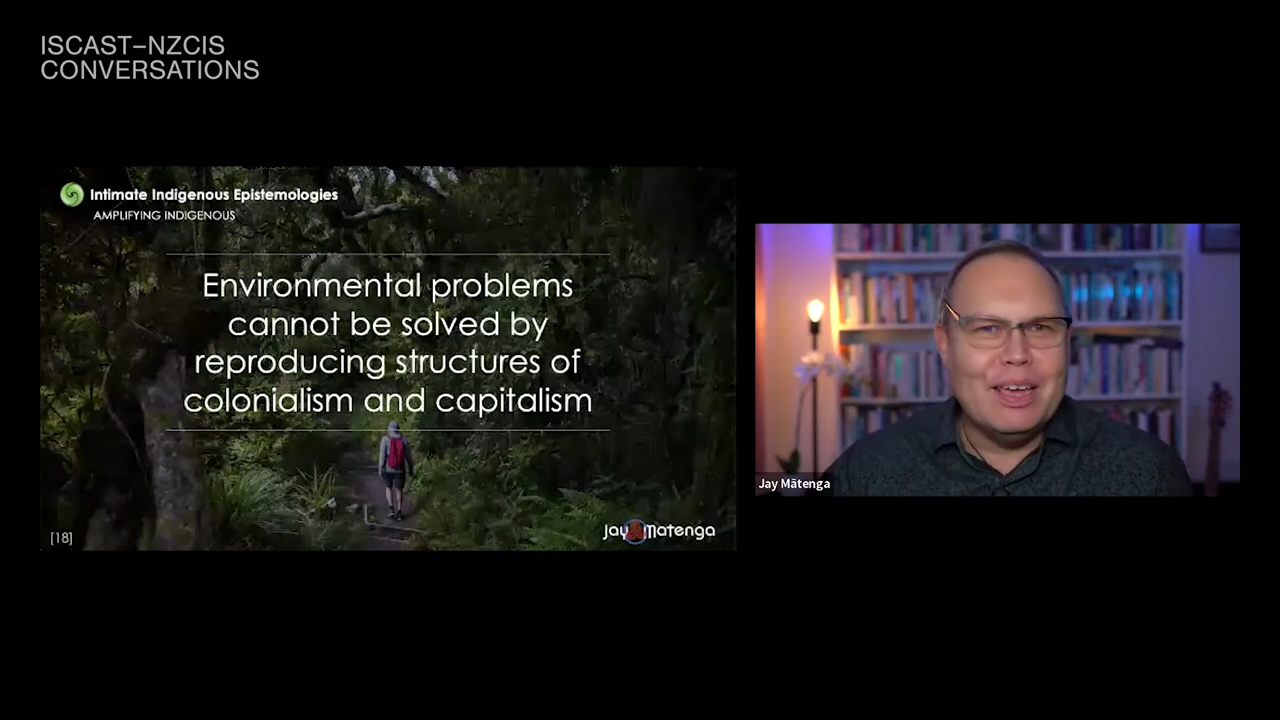 ISCAST–NZCIS
CONVERSATIONS
Intimate Indigenous Epistemologies
AMPLIFYING INDIGENOUS
Environmental problems
cannot be solved by
reproducing structures of
colonialism and capitalism
[18]
Jay Matenga
Jay Mātenga